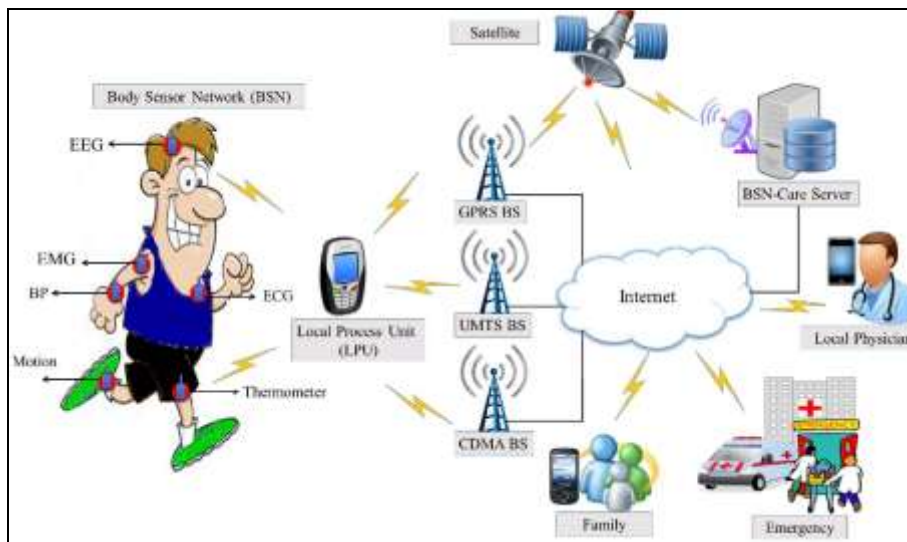 Satellite
Body Sensor Network (BSN)
EEG
GPRS BS
BSN-Care Server
EMG
BP
ECG
Internet
Local Process Unit
(LPU)
UMTS BS
Local Physician
Motion
Thermometer
CDMA BS
EMERGENCY
Family
Emergency